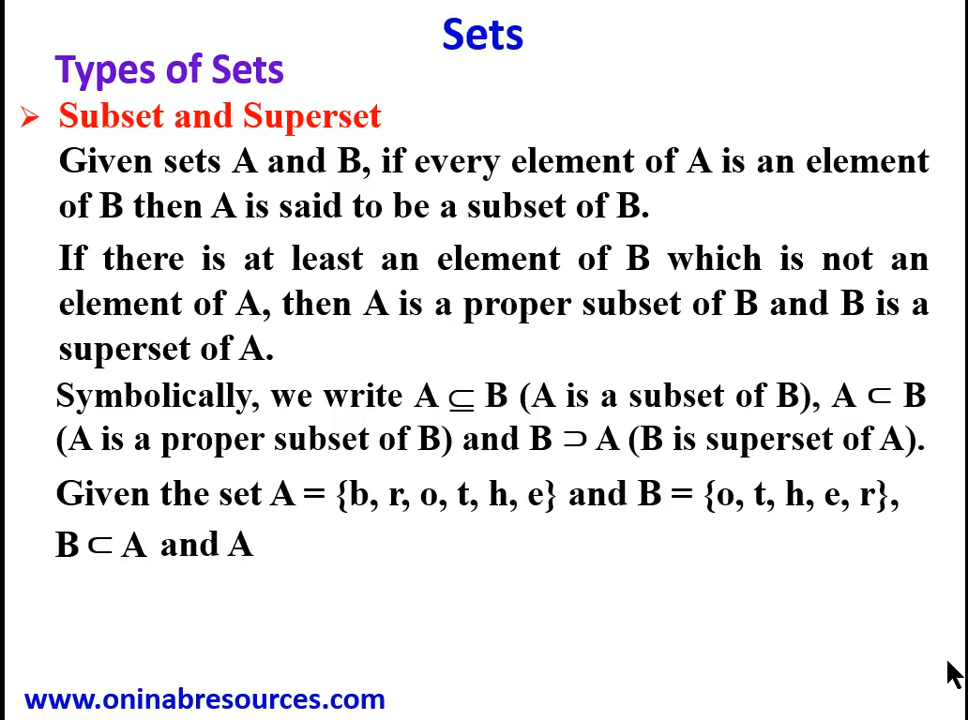 Sets
Types of Sets
➢ Subset and Superset
Given sets A and B, if every element of A is an element
of B then A is said to be a subset of B.
If there is at least an element of B which is not an
element of A, then A is a proper subset of B and B is a
superset of A.
Symbolically, we write A ⊆ B (A is a subset of B), A ⊂ B
(A is a proper subset of B) and B ⊃ A (B is superset of A).
Given the set A = {b, r, o, t, h, e} and B = {o, t, h, e, r},
B ⊂ A and A
www.oninabresources.com